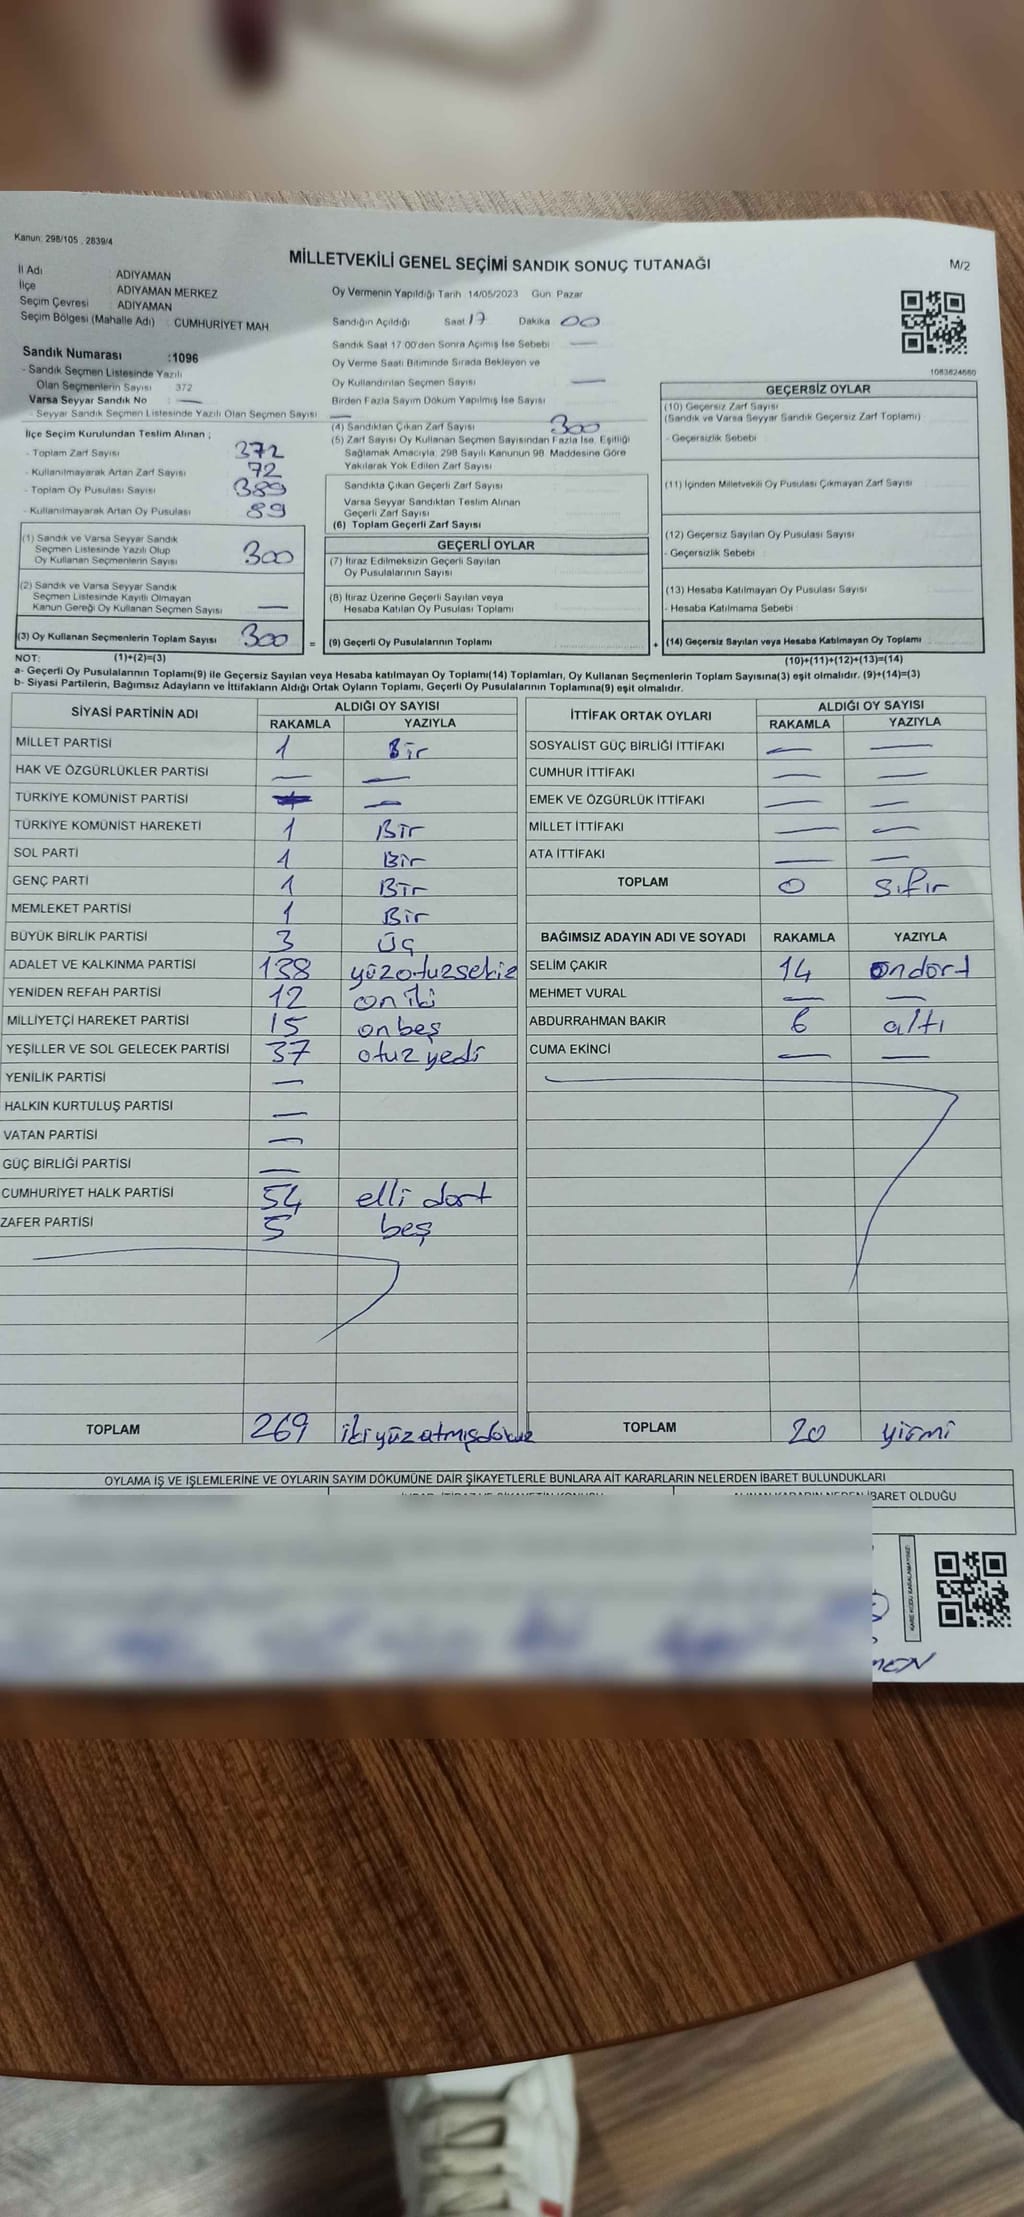 Kanun: 298/105 , 2839/4
MİLLETVEKİLİ GENEL SEÇİMİ SANDIK SONUÇ TUTANAĞI
M/2
İl Adı : ADIYAMAN
İlçe : ADIYAMAN MERKEZ
Seçim Çevresi : ADIYAMAN
Seçim Bölgesi (Mahalle Adı) : CUMHURİYET MAH
Sandık Numarası :1096
- Sandık Seçmen Listesinde Yazılı
Olan Seçmenlerin Sayısı 372
Varsa Seyyar Sandık No : —
- Seyyar Sandık Seçmen Listesinde Yazılı Olan Seçmen Sayısı —
İlçe Seçim Kurulundan Teslim Alınan ;
- Toplam Zarf Sayısı 372
- Kullanılmayarak Artan Zarf Sayısı 72
- Toplam Oy Pusulası Sayısı 389
- Kullanılmayarak Artan Oy Pusulası 89
(1) Sandık ve Varsa Seyyar Sandık
Seçmen Listesinde Yazılı Olup
Oy Kullanan Seçmenlerin Sayısı 300
(2) Sandık ve Varsa Seyyar Sandık
Seçmen Listesinde Kayıtlı Olmayan
Kanun Gereği Oy Kullanan Seçmen Sayısı —
(3) Oy Kullanan Seçmenlerin Toplam Sayısı 300
(1)+(2)=(3)
Oy Vermenin Yapıldığı Tarih 14/05/2023 Gün Pazar
Sandığın Açıldığı Saat 17 Dakika 00
Sandık Saat 17:00'den Sonra Açılmış İse Sebebi —
Oy Verme Saati Bitiminde Sırada Bekleyen ve
Oy Kullandırılan Seçmen Sayısı —
Birden Fazla Sayım Döküm Yapılmış İse Sayısı
(4) Sandıktan Çıkan Zarf Sayısı 300
(5) Zarf Sayısı Oy Kullanan Seçmen Sayısından Fazla İse, Eşitliği
Sağlamak Amacıyla, 298 Sayılı Kanunun 98. Maddesine Göre
Yakılarak Yok Edilen Zarf Sayısı
Sandıkta Çıkan Geçerli Zarf Sayısı
Varsa Seyyar Sandıktan Teslim Alınan
Geçerli Zarf Sayısı
(6) Toplam Geçerli Zarf Sayısı
GEÇERLİ OYLAR
(7) İtiraz Edilmeksizin Geçerli Sayılan
Oy Pusulalarının Sayısı
(8) İtiraz Üzerine Geçerli Sayılan veya
Hesaba Katılan Oy Pusulası Toplamı
= (9) Geçerli Oy Pusulalarının Toplamı
1083624680
GEÇERSİZ OYLAR
(10) Geçersiz Zarf Sayısı
(Sandık ve Varsa Seyyar Sandık Geçersiz Zarf Toplamı)
- Geçersizlik Sebebi :
(11) İçinden Milletvekili Oy Pusulası Çıkmayan Zarf Sayısı
(12) Geçersiz Sayılan Oy Pusulası Sayısı
- Geçersizlik Sebebi :
(13) Hesaba Katılmayan Oy Pusulası Sayısı
- Hesaba Katılmama Sebebi :
+ (14) Geçersiz Sayılan veya Hesaba Katılmayan Oy Toplamı
(10)+(11)+(12)+(13)=(14)
NOT:
a- Geçerli Oy Pusulalarının Toplamı(9) ile Geçersiz Sayılan veya Hesaba katılmayan Oy Toplamı(14) Toplamları, Oy Kullanan Seçmenlerin Toplam Sayısına(3) eşit olmalıdır. (9)+(14)=(3)
b- Siyasi Partilerin, Bağımsız Adayların ve İttifakların Aldığı Ortak Oyların Toplamı, Geçerli Oy Pusulalarının Toplamına(9) eşit olmalıdır.
SİYASİ PARTİNİN ADI ALDIĞI OY SAYISI
RAKAMLA YAZIYLA
MİLLET PARTİSİ 1 Bir
HAK VE ÖZGÜRLÜKLER PARTİSİ — —
TÜRKİYE KOMÜNİST PARTİSİ —
TÜRKİYE KOMÜNİST HAREKETİ 1 Bir
SOL PARTİ 1 Bir
GENÇ PARTİ 1 Bir
MEMLEKET PARTİSİ 1 Bir
BÜYÜK BİRLİK PARTİSİ 3 Üç
ADALET VE KALKINMA PARTİSİ 138 yüzotuzsekiz
YENİDEN REFAH PARTİSİ 12 on iki
MİLLİYETÇİ HAREKET PARTİSİ 15 onbeş
YEŞİLLER VE SOL GELECEK PARTİSİ 37 otuz yedi
YENİLİK PARTİSİ —
HALKIN KURTULUŞ PARTİSİ —
VATAN PARTİSİ —
GÜÇ BİRLİĞİ PARTİSİ —
CUMHURİYET HALK PARTİSİ 54 elli dört
ZAFER PARTİSİ 5 beş
TOPLAM 269 ikiyüzatmışdokuz
İTTİFAK ORTAK OYLARI ALDIĞI OY SAYISI
RAKAMLA YAZIYLA
SOSYALİST GÜÇ BİRLİĞİ İTTİFAKI — —
CUMHUR İTTİFAKI — —
EMEK VE ÖZGÜRLÜK İTTİFAKI — —
MİLLET İTTİFAKI — —
ATA İTTİFAKI — —
TOPLAM 0 sıfır
BAĞIMSIZ ADAYIN ADI VE SOYADI RAKAMLA YAZIYLA
SELİM ÇAKIR 14 ondört
MEHMET VURAL — —
ABDURRAHMAN BAKIR 6 altı
CUMA EKİNCİ — —
TOPLAM 20 yirmi
OYLAMA İŞ VE İŞLEMLERİNE VE OYLARIN SAYIM DÖKÜMÜNE DAİR ŞİKAYETLERLE BUNLARA AİT KARARLARIN NELERDEN İBARET BULUNDUKLARI
İBARET OLDUĞU
KARE KODU KARALAMAYINIZ!